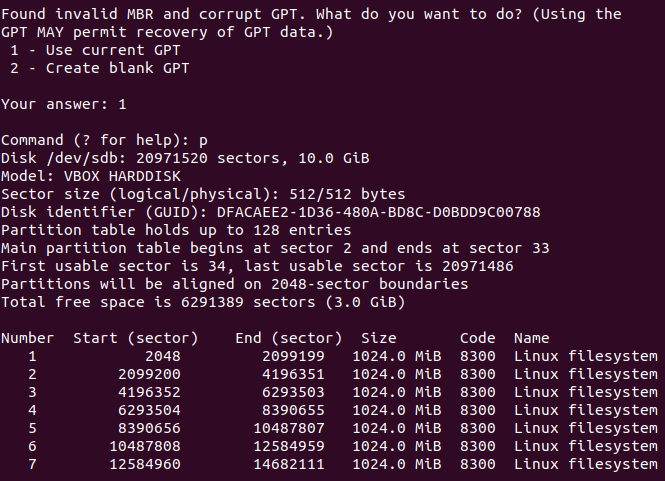 Found invalid MBR and corrupt GPT. What do you want to do? (Using the
GPT MAY permit recovery of GPT data.)
 1 - Use current GPT
 2 - Create blank GPT

Your answer: 1

Command (? for help): p
Disk /dev/sdb: 20971520 sectors, 10.0 GiB
Model: VBOX HARDDISK
Sector size (logical/physical): 512/512 bytes
Disk identifier (GUID): DFACAEE2-1D36-480A-BD8C-D0BDD9C00788
Partition table holds up to 128 entries
Main partition table begins at sector 2 and ends at sector 33
First usable sector is 34, last usable sector is 20971486
Partitions will be aligned on 2048-sector boundaries
Total free space is 6291389 sectors (3.0 GiB)

Number  Start (sector)    End (sector)  Size       Code  Name
   1            2048         2099199   1024.0 MiB  8300  Linux filesystem
   2         2099200         4196351   1024.0 MiB  8300  Linux filesystem
   3         4196352         6293503   1024.0 MiB  8300  Linux filesystem
   4         6293504         8390655   1024.0 MiB  8300  Linux filesystem
   5         8390656        10487807   1024.0 MiB  8300  Linux filesystem
   6        10487808        12584959   1024.0 MiB  8300  Linux filesystem
   7        12584960        14682111   1024.0 MiB  8300  Linux filesystem